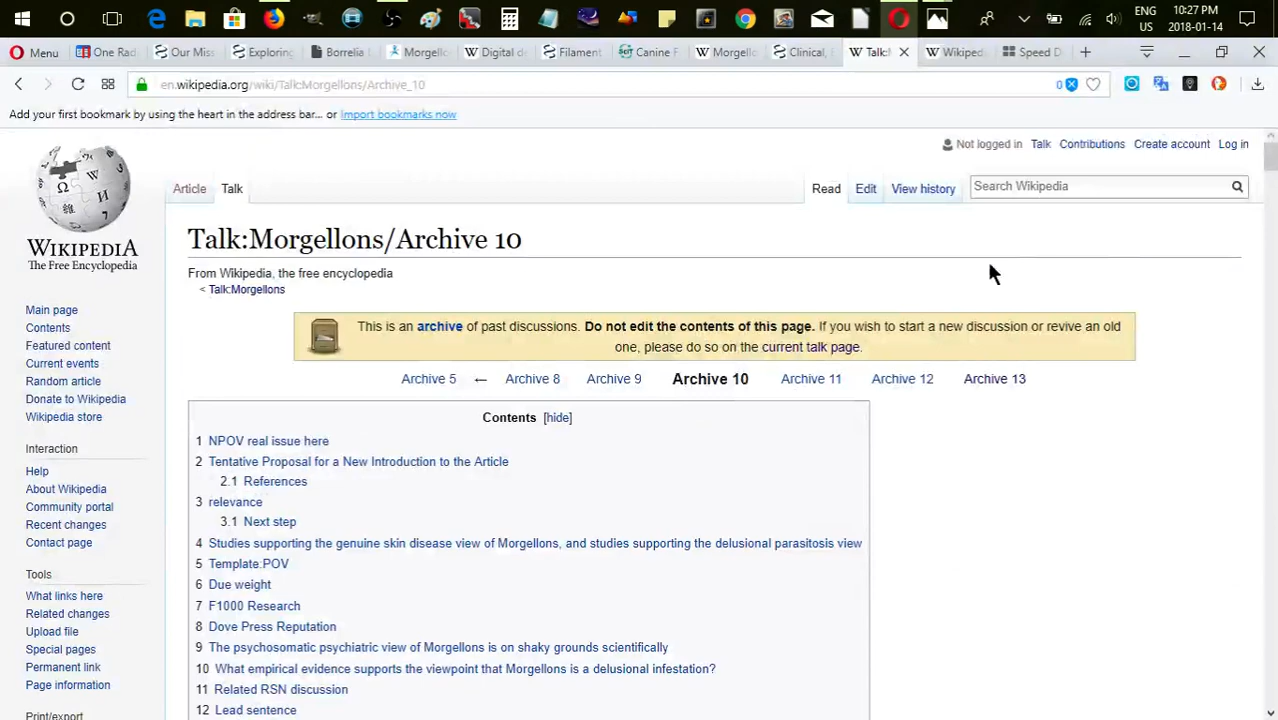 ENG 10:27 PM
US 2018-01-14
Menu
One Rad
Our Miss
Exploring
Borrelia
Morgello
Digital de
Filament
Canine F
Morgello
Clinical,
Talk:
Wikiped
Speed D
en.wikipedia.org/wiki/Talk:Morgellons/Archive_10
0
Add your first bookmark by using the heart in the address bar... or Import bookmarks now
Not logged in Talk Contributions Create account Log in
Article Talk Read Edit View history Search Wikipedia
WIKIPEDIA
The Free Encyclopedia
Main page
Contents
Featured content
Current events
Random article
Donate to Wikipedia
Wikipedia store
Interaction
Help
About Wikipedia
Community portal
Recent changes
Contact page
Tools
What links here
Related changes
Upload file
Special pages
Permanent link
Page information
Print/export
Talk:Morgellons/Archive 10
From Wikipedia, the free encyclopedia
< Talk:Morgellons
This is an archive of past discussions. Do not edit the contents of this page. If you wish to start a new discussion or revive an old
one, please do so on the current talk page.
Archive 5 ← Archive 8 Archive 9 Archive 10 Archive 11 Archive 12 Archive 13
Contents [hide]
1 NPOV real issue here
2 Tentative Proposal for a New Introduction to the Article
2.1 References
3 relevance
3.1 Next step
4 Studies supporting the genuine skin disease view of Morgellons, and studies supporting the delusional parasitosis view
5 Template:POV
6 Due weight
7 F1000 Research
8 Dove Press Reputation
9 The psychosomatic psychiatric view of Morgellons is on shaky grounds scientifically
10 What empirical evidence supports the viewpoint that Morgellons is a delusional infestation?
11 Related RSN discussion
12 Lead sentence